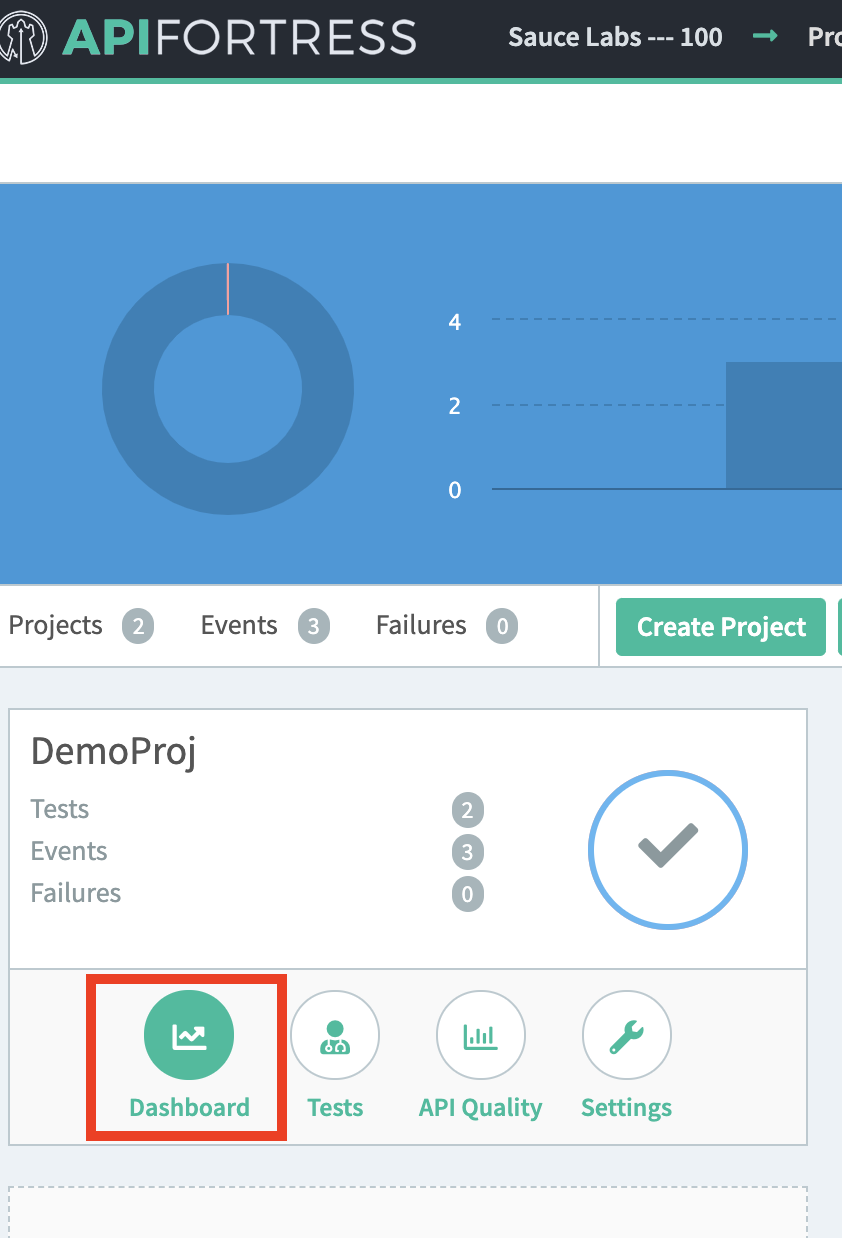 APIFORTRESS
Sauce Labs --- 100
4
2
0
Projects 2 Events 3 Failures 0
Create Project
DemoProj
Tests 2
Events 3
Failures 0
Dashboard Tests API Quality Settings